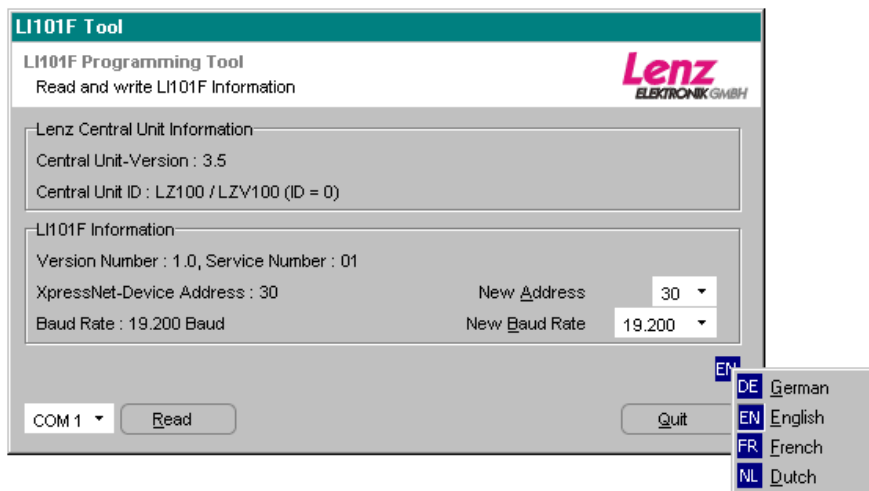 LI101F Tool
LI101F Programming Tool
Read and write LI101F Information
Lenz
ELEKTRONIK GMBH
Lenz Central Unit Information
Central Unit-Version : 3.5
Central Unit ID : LZ100 / LZV100 (ID = 0)
LI101F Information
Version Number : 1.0, Service Number : 01
XpressNet-Device Address : 30 New Address 30
Baud Rate : 19.200 Baud New Baud Rate 19.200
EN
DE German
EN English
FR French
NL Dutch
COM 1 Read Quit